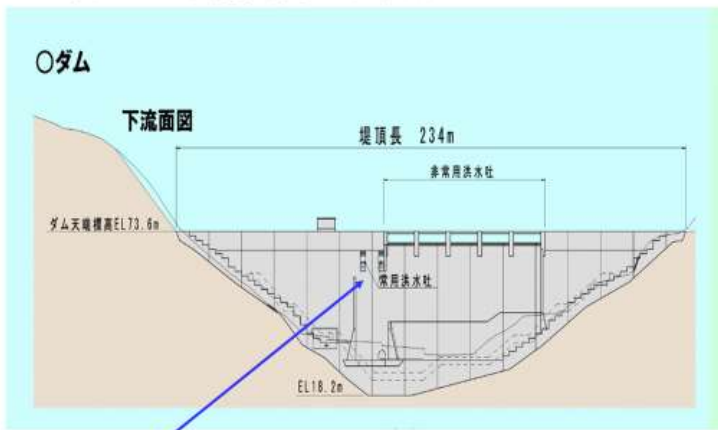 ○ダム
下流面図
堤頂長 234m
非常用洪水吐
ダム天端標高EL73.6m
常用洪水吐
EL18.2m